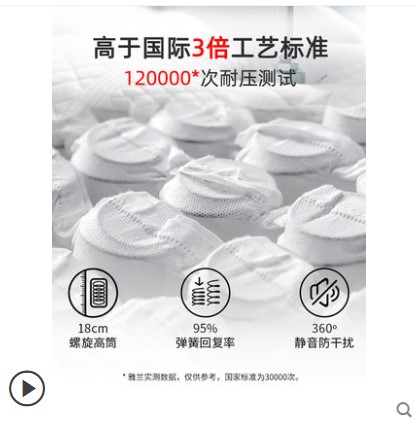 高于国际3倍工艺标准
120000*次耐压测试
18cm
螺旋高筒
95%
弹簧回复率
360°
静音防干扰
*雅兰实测数据，仅供参考，国家标准为30000次。